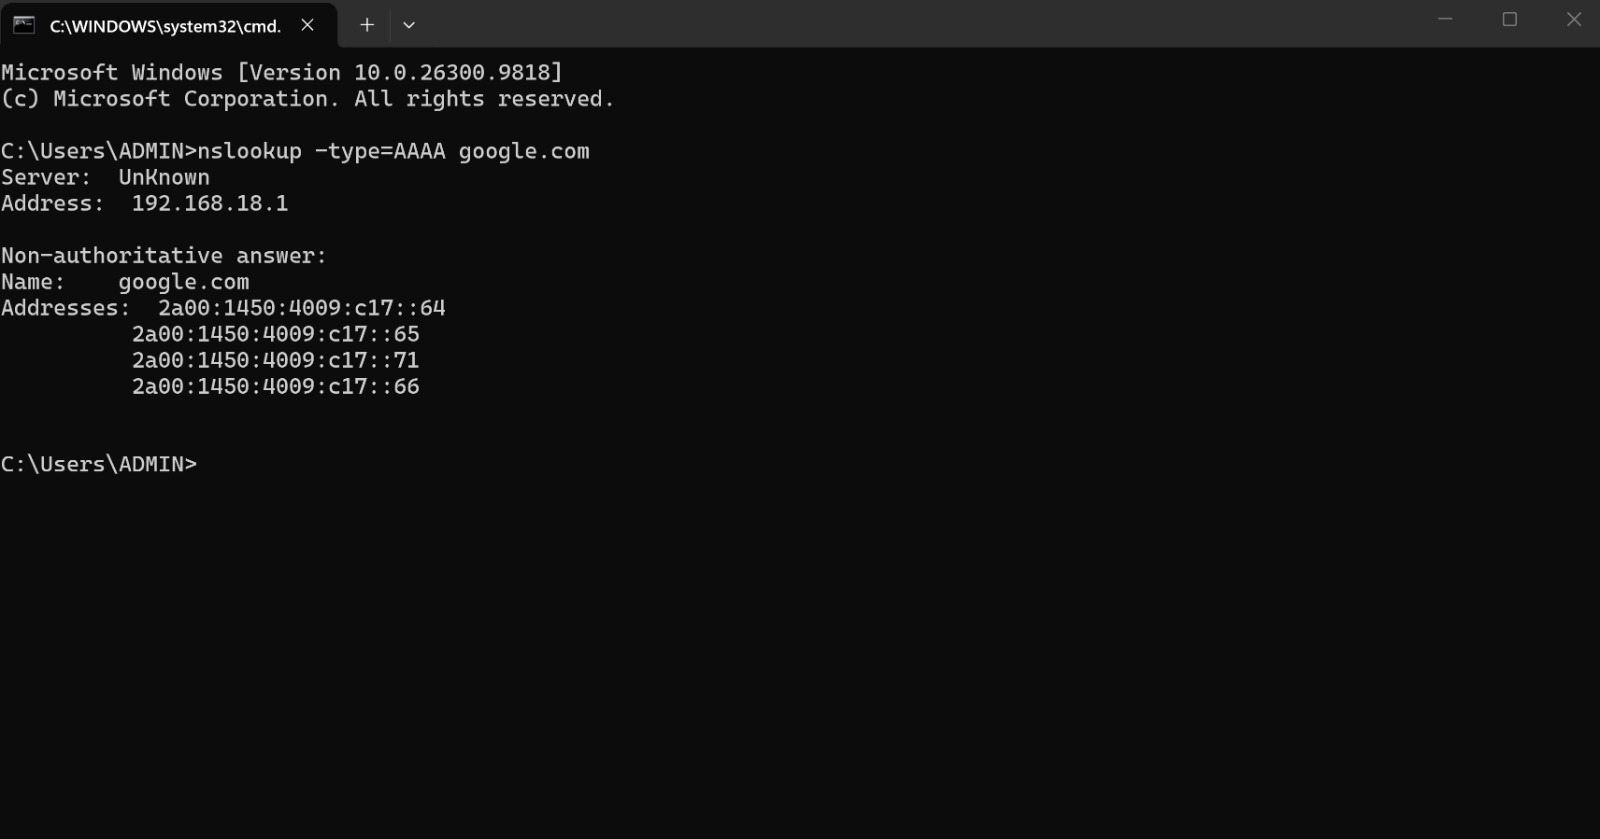 C:\WINDOWS\system32\cmd.
Microsoft Windows [Version 10.0.26300.9818]
(c) Microsoft Corporation. All rights reserved.
C:\Users\ADMIN>nslookup -type=AAAA google.com
Server:  UnKnown
Address:  192.168.18.1
Non-authoritative answer:
Name:    google.com
Addresses:  2a00:1450:4009:c17::64
          2a00:1450:4009:c17::65
          2a00:1450:4009:c17::71
          2a00:1450:4009:c17::66
C:\Users\ADMIN>